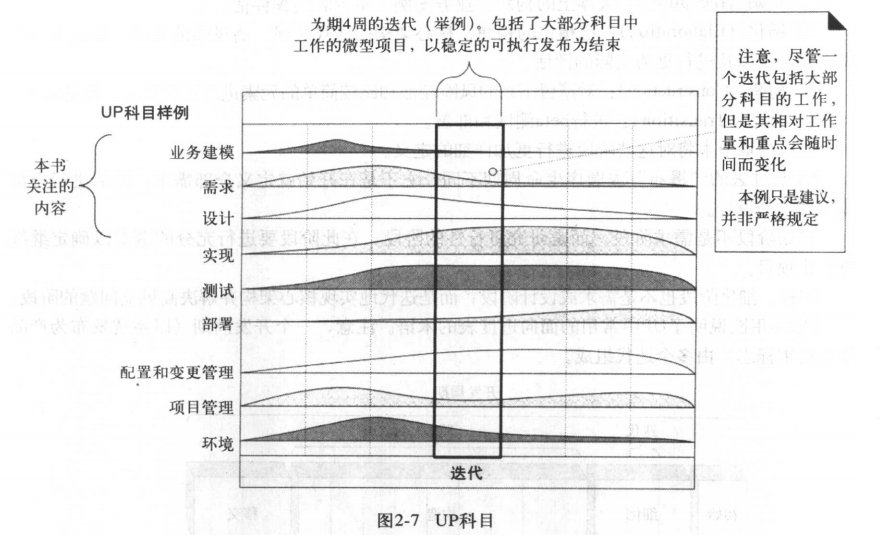 为期4周的迭代（举例）。包括了大部分科目中
工作的微型项目，以稳定的可执行发布为结束
注意，尽管一
个迭代包括大部
分科目的工作，
但是其相对工作
量和重点会随时
间而变化
本例只是建议，
并非严格规定
UP科目样例
本书
关注的
内容
业务建模
需求
设计
实现
测试
部署
配置和变更管理
项目管理
环境
迭代
图2-7 UP科目